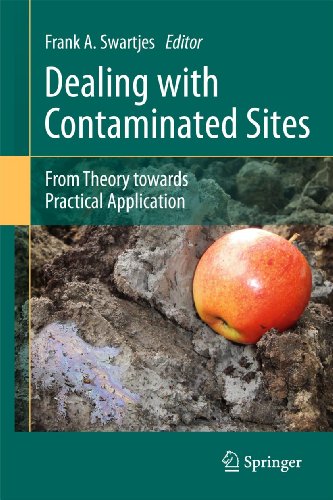 Frank A. Swartjes Editor
Dealing with
Contaminated Sites
From Theory towards
Practical Application
Springer